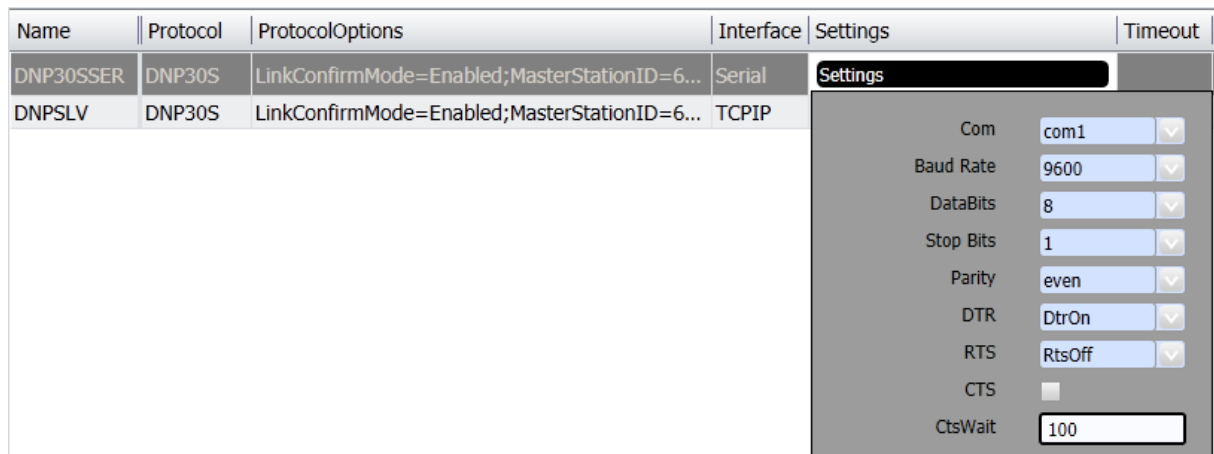 Name Protocol ProtocolOptions Interface Settings Timeout
DNP30SSER DNP30S LinkConfirmMode=Enabled;MasterStationID=6... Serial Settings
DNPSLV DNP30S LinkConfirmMode=Enabled;MasterStationID=6... TCPIP
Com com1
Baud Rate 9600
DataBits 8
Stop Bits 1
Parity even
DTR DtrOn
RTS RtsOff
CTS
CtsWait 100